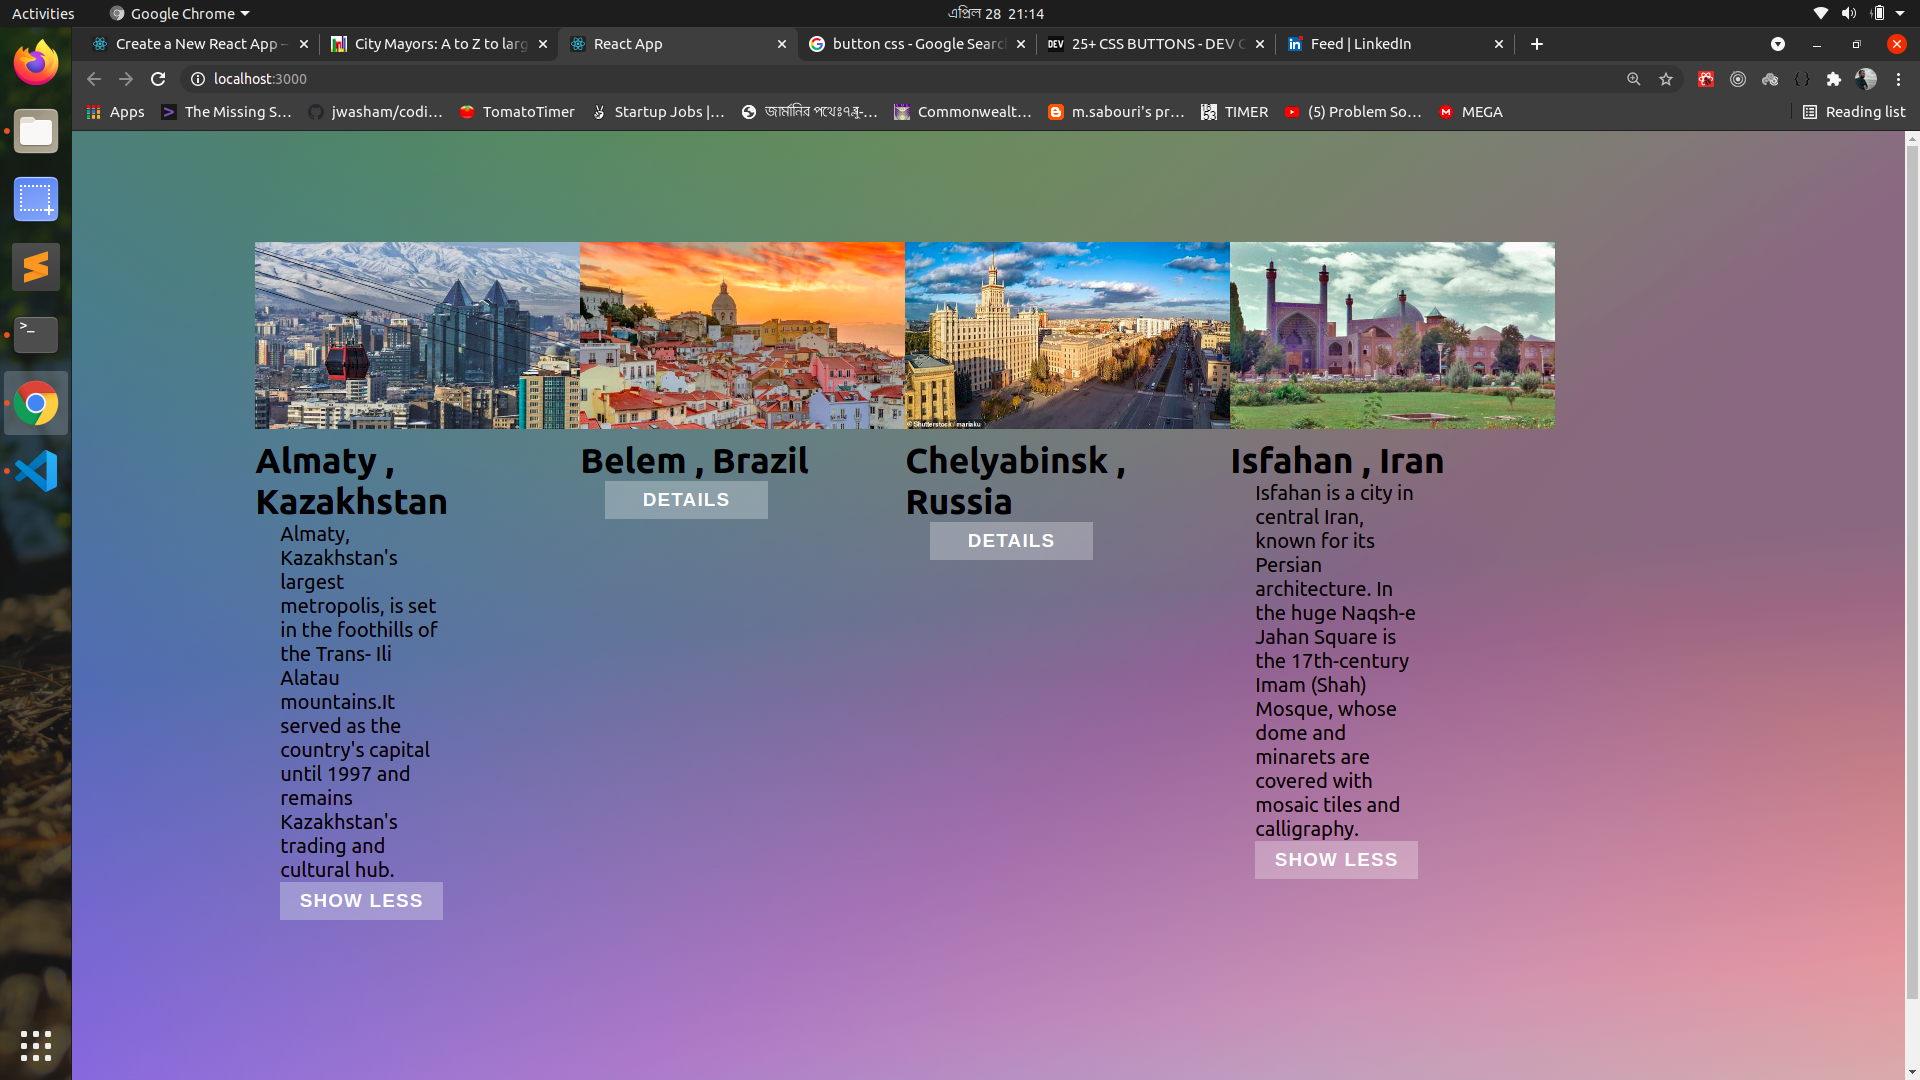 Activities
Google Chrome
এপ্রিল 28 21:14
Create a New React App -
City Mayors: A to Z to larg
React App
button css - Google Searc
DEV
25+ CSS BUTTONS - DEV C
in
Feed | LinkedIn
localhost:3000
Apps
The Missing S...
jwasham/codi...
TomatoTimer
Startup Jobs |...
Commonwealt...
m.sabouri's pr...
TIMER
(5) Problem So...
MEGA
Reading list
© Shutterstock / mariaku
Almaty ,
Kazakhstan
Almaty,
Kazakhstan's
largest
metropolis, is set
in the foothills of
the Trans- Ili
Alatau
mountains.It
served as the
country's capital
until 1997 and
remains
Kazakhstan's
trading and
cultural hub.
SHOW LESS
Belem , Brazil
DETAILS
Chelyabinsk ,
Russia
DETAILS
Isfahan , Iran
Isfahan is a city in
central Iran,
known for its
Persian
architecture. In
the huge Naqsh-e
Jahan Square is
the 17th-century
Imam (Shah)
Mosque, whose
dome and
minarets are
covered with
mosaic tiles and
calligraphy.
SHOW LESS